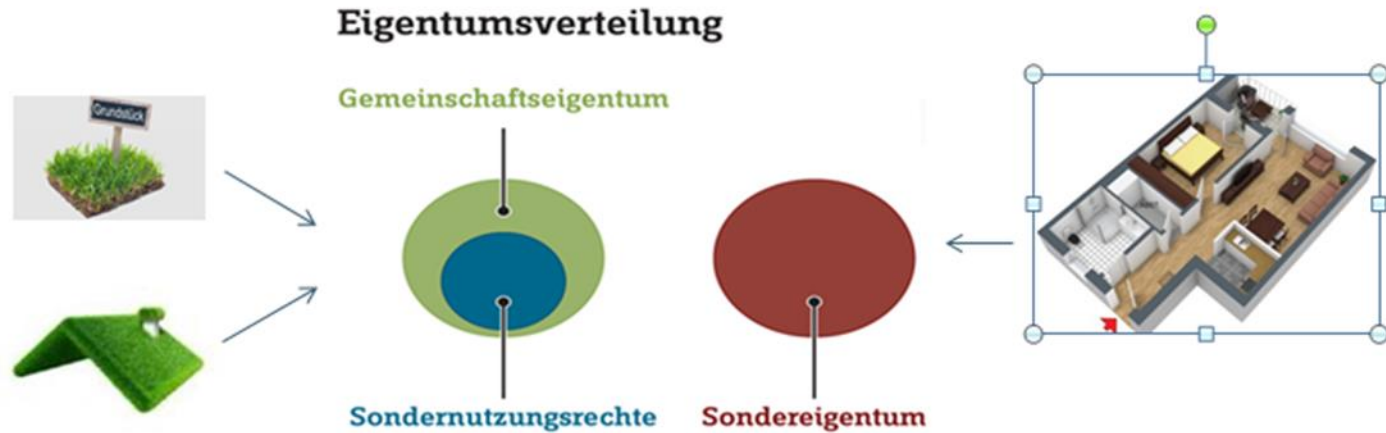 Eigentumsverteilung
Gemeinschaftseigentum
Grundstück
Sondernutzungsrechte
Sondereigentum